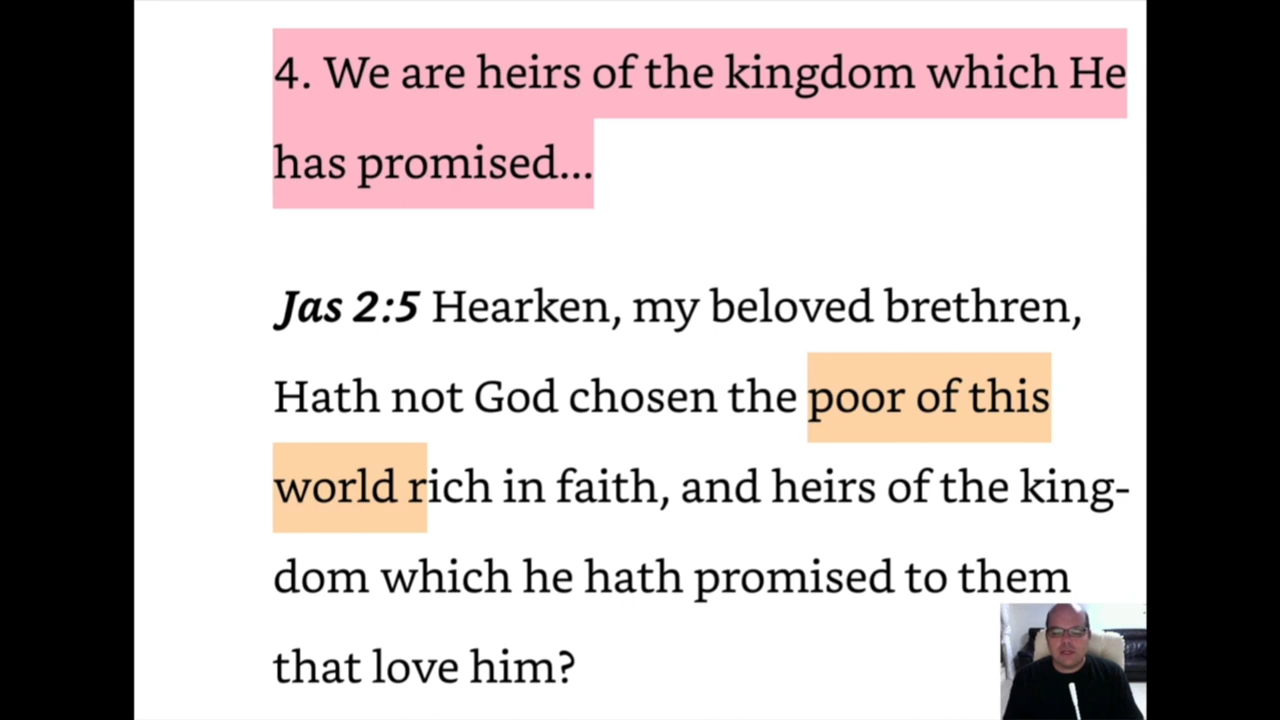 4. We are heirs of the kingdom which He
has promised...
Jas 2:5 Hearken, my beloved brethren,
Hath not God chosen the poor of this
world rich in faith, and heirs of the king-
dom which he hath promised to them
that love him?